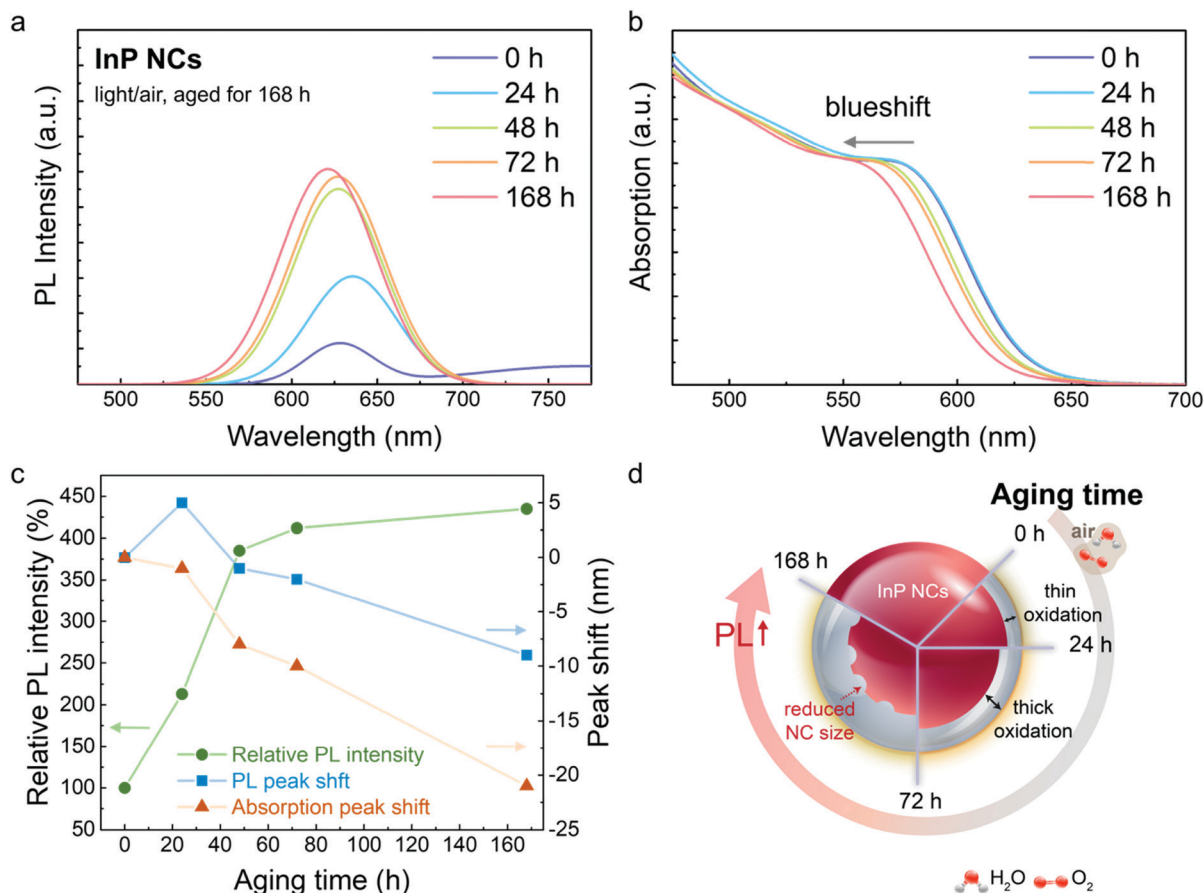 a
InP NCs
light/air, aged for 168 h
0 h
24 h
48 h
72 h
168 h
PL Intensity (a.u.)
500 550 600 650 700 750
Wavelength (nm)
b
blueshift
0 h
24 h
48 h
72 h
168 h
Absorption (a.u.)
500 550 600 650 700
Wavelength (nm)
c
Relative PL intensity (%)
450
400
350
300
250
200
150
100
50
5
0
-5
-10
-15
-20
-25
Peak shift (nm)
Relative PL intensity
PL peak shft
Absorption peak shift
0 20 40 60 80 100 120 140 160
Aging time (h)
d
Aging time
0 h
air
168 h
InP NCs
thin
oxidation
PL↑
24 h
reduced
NC size
thick
oxidation
72 h
H₂O O₂